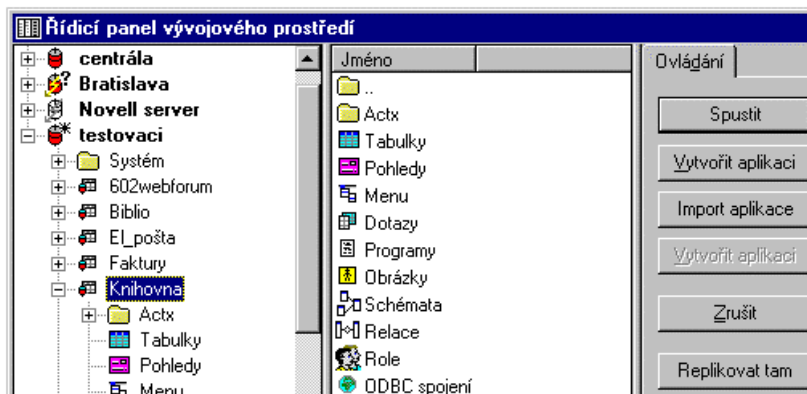 Řídicí panel vývojového prostředí
centrála
Bratislava
Novell server
testovaci
Systém
602webforum
Biblio
El_pošta
Faktury
Knihovna
Actx
Tabulky
Pohledy
Menu
Jméno
..
Actx
Tabulky
Pohledy
Menu
Dotazy
Programy
Obrázky
Schémata
Relace
Role
ODBC spojení
Ovládání
Spustit
Vytvořit aplikaci
Import aplikace
Vytvořit aplikaci
Zrušit
Replikovat tam